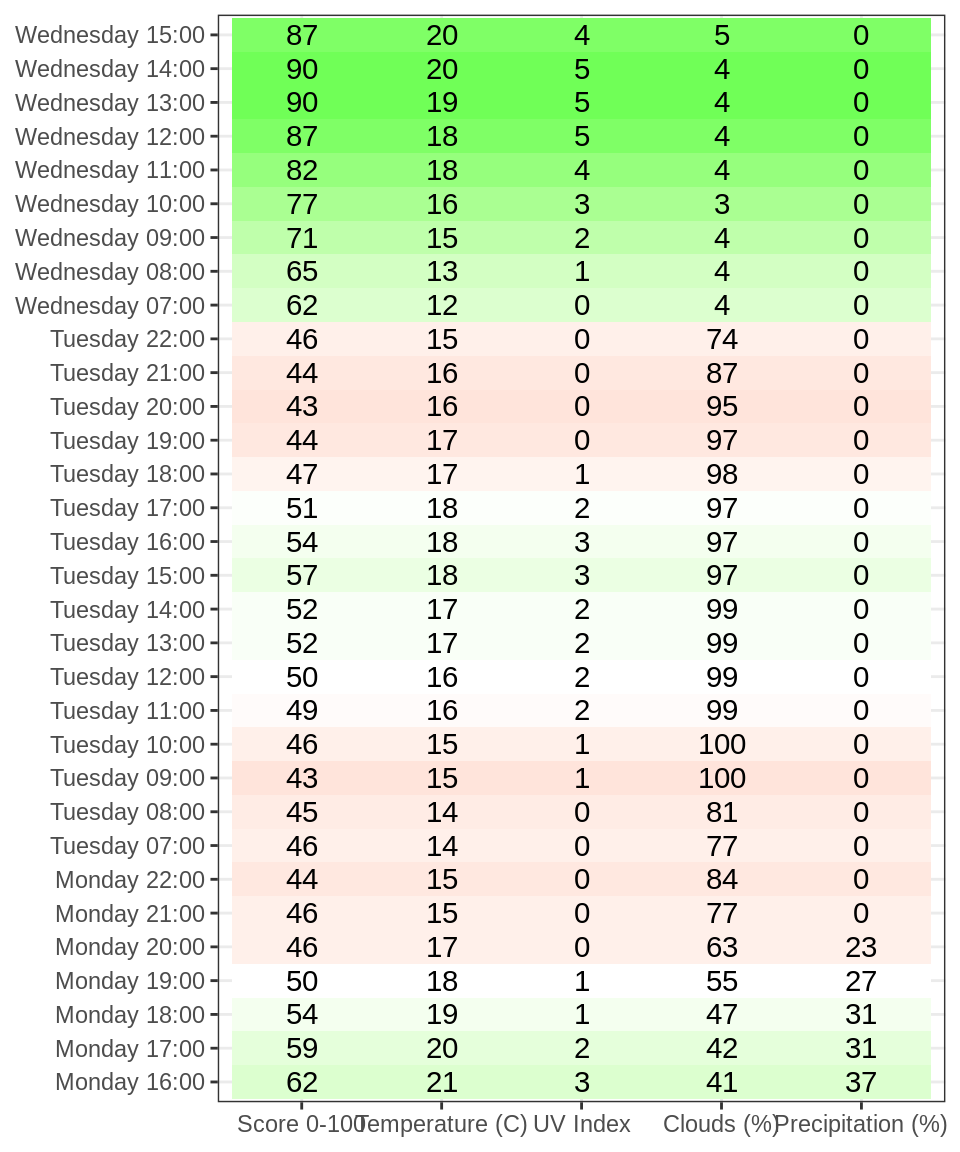 Wednesday 15:00 87 20 4 5 0
Wednesday 14:00 90 20 5 4 0
Wednesday 13:00 90 19 5 4 0
Wednesday 12:00 87 18 5 4 0
Wednesday 11:00 82 18 4 4 0
Wednesday 10:00 77 16 3 3 0
Wednesday 09:00 71 15 2 4 0
Wednesday 08:00 65 13 1 4 0
Wednesday 07:00 62 12 0 4 0
Tuesday 22:00 46 15 0 74 0
Tuesday 21:00 44 16 0 87 0
Tuesday 20:00 43 16 0 95 0
Tuesday 19:00 44 17 0 97 0
Tuesday 18:00 47 17 1 98 0
Tuesday 17:00 51 18 2 97 0
Tuesday 16:00 54 18 3 97 0
Tuesday 15:00 57 18 3 97 0
Tuesday 14:00 52 17 2 99 0
Tuesday 13:00 52 17 2 99 0
Tuesday 12:00 50 16 2 99 0
Tuesday 11:00 49 16 2 99 0
Tuesday 10:00 46 15 1 100 0
Tuesday 09:00 43 15 1 100 0
Tuesday 08:00 45 14 0 81 0
Tuesday 07:00 46 14 0 77 0
Monday 22:00 44 15 0 84 0
Monday 21:00 46 15 0 77 0
Monday 20:00 46 17 0 63 23
Monday 19:00 50 18 1 55 27
Monday 18:00 54 19 1 47 31
Monday 17:00 59 20 2 42 31
Monday 16:00 62 21 3 41 37
Score 0-100 Temperature (C) UV Index Clouds (%) Precipitation (%)